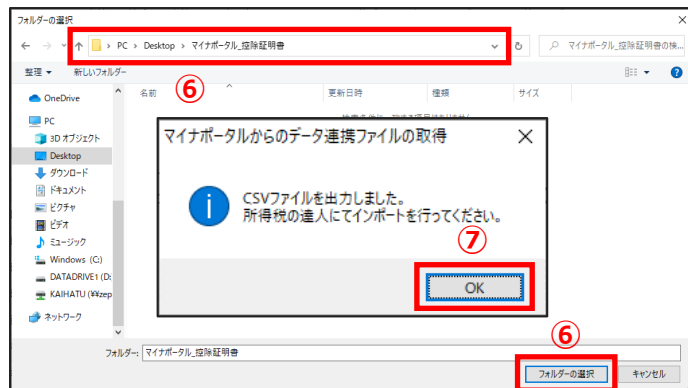 フォルダーの選択
PC > Desktop > マイナポータル_控除証明書
マイナポータル_控除証明書の検...
整理 新しいフォルダー
⑥
名前 更新日時 種類 サイズ
OneDrive
PC
3D オブジェクト
Desktop
ダウンロード
ドキュメント
ピクチャ
ビデオ
ミュージック
Windows (C:)
DATADRIVE1 (D:
KAIHATU (¥¥zep
ネットワーク
マイナポータルからのデータ連携ファイルの取得
CSVファイルを出力しました。
所得税の達人にてインポートを行ってください。
⑦
OK
⑥
フォルダー: マイナポータル_控除証明書
フォルダーの選択 キャンセル